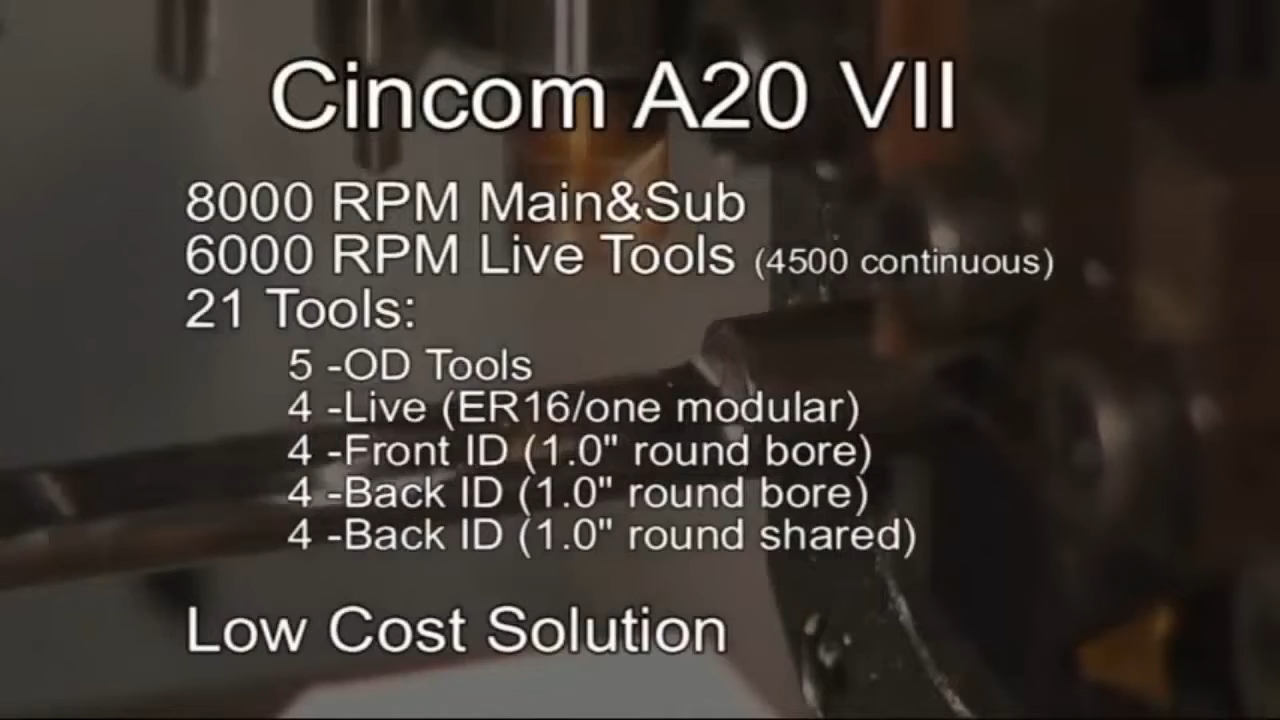 Cincom A20 VII
8000 RPM Main&Sub
6000 RPM Live Tools (4500 continuous)
21 Tools:
5 -OD Tools
4 -Live (ER16/one modular)
4 -Front ID (1.0" round bore)
4 -Back ID (1.0" round bore)
4 -Back ID (1.0" round shared)
Low Cost Solution